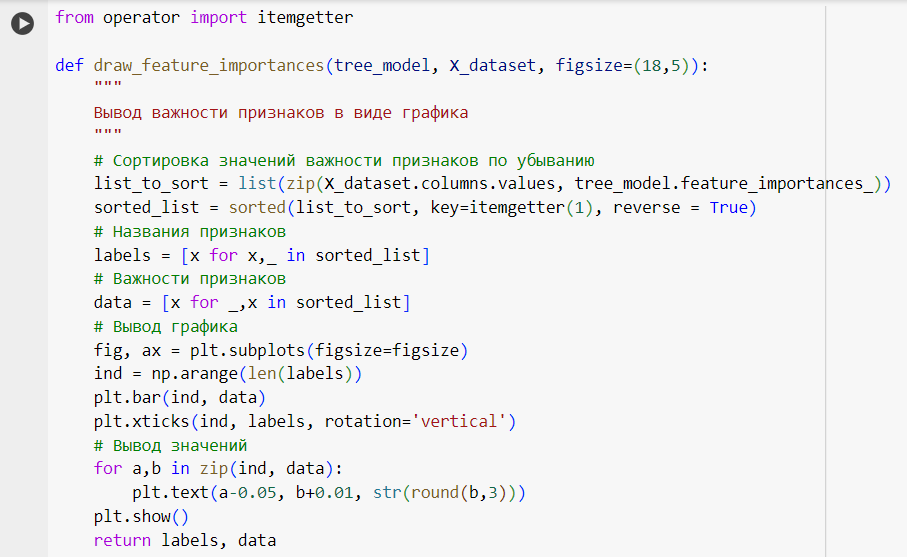 from operator import itemgetter
def draw_feature_importances(tree_model, X_dataset, figsize=(18,5)):
"""
Вывод важности признаков в виде графика
"""
# Сортировка значений важности признаков по убыванию
list_to_sort = list(zip(X_dataset.columns.values, tree_model.feature_importances_))
sorted_list = sorted(list_to_sort, key=itemgetter(1), reverse = True)
# Названия признаков
labels = [x for x,_ in sorted_list]
# Важности признаков
data = [x for _,x in sorted_list]
# Вывод графика
fig, ax = plt.subplots(figsize=figsize)
ind = np.arange(len(labels))
plt.bar(ind, data)
plt.xticks(ind, labels, rotation='vertical')
# Вывод значений
for a,b in zip(ind, data):
plt.text(a-0.05, b+0.01, str(round(b,3)))
plt.show()
return labels, data